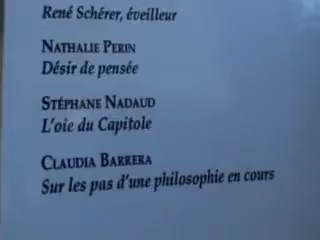 René Schérer, éveilleur
NATHALIE PERIN
Désir de pensée
STÉPHANE NADAUD
L'oie du Capitole
CLAUDIA BARRERA
Sur les pas d'une philosophie en cours